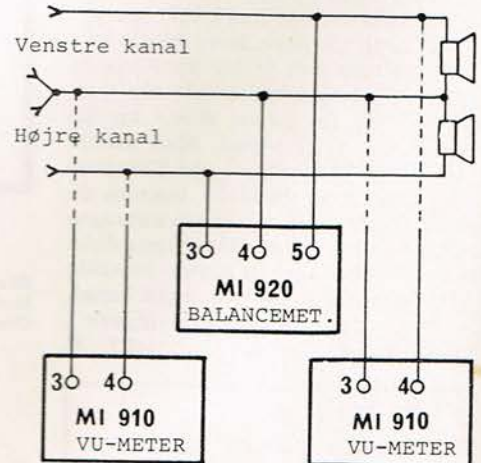 Venstre kanal
Højre kanal
3 4 5
MI 920
BALANCEMET.
3 4
MI 910
VU-METER
3 4
MI 910
VU-METER